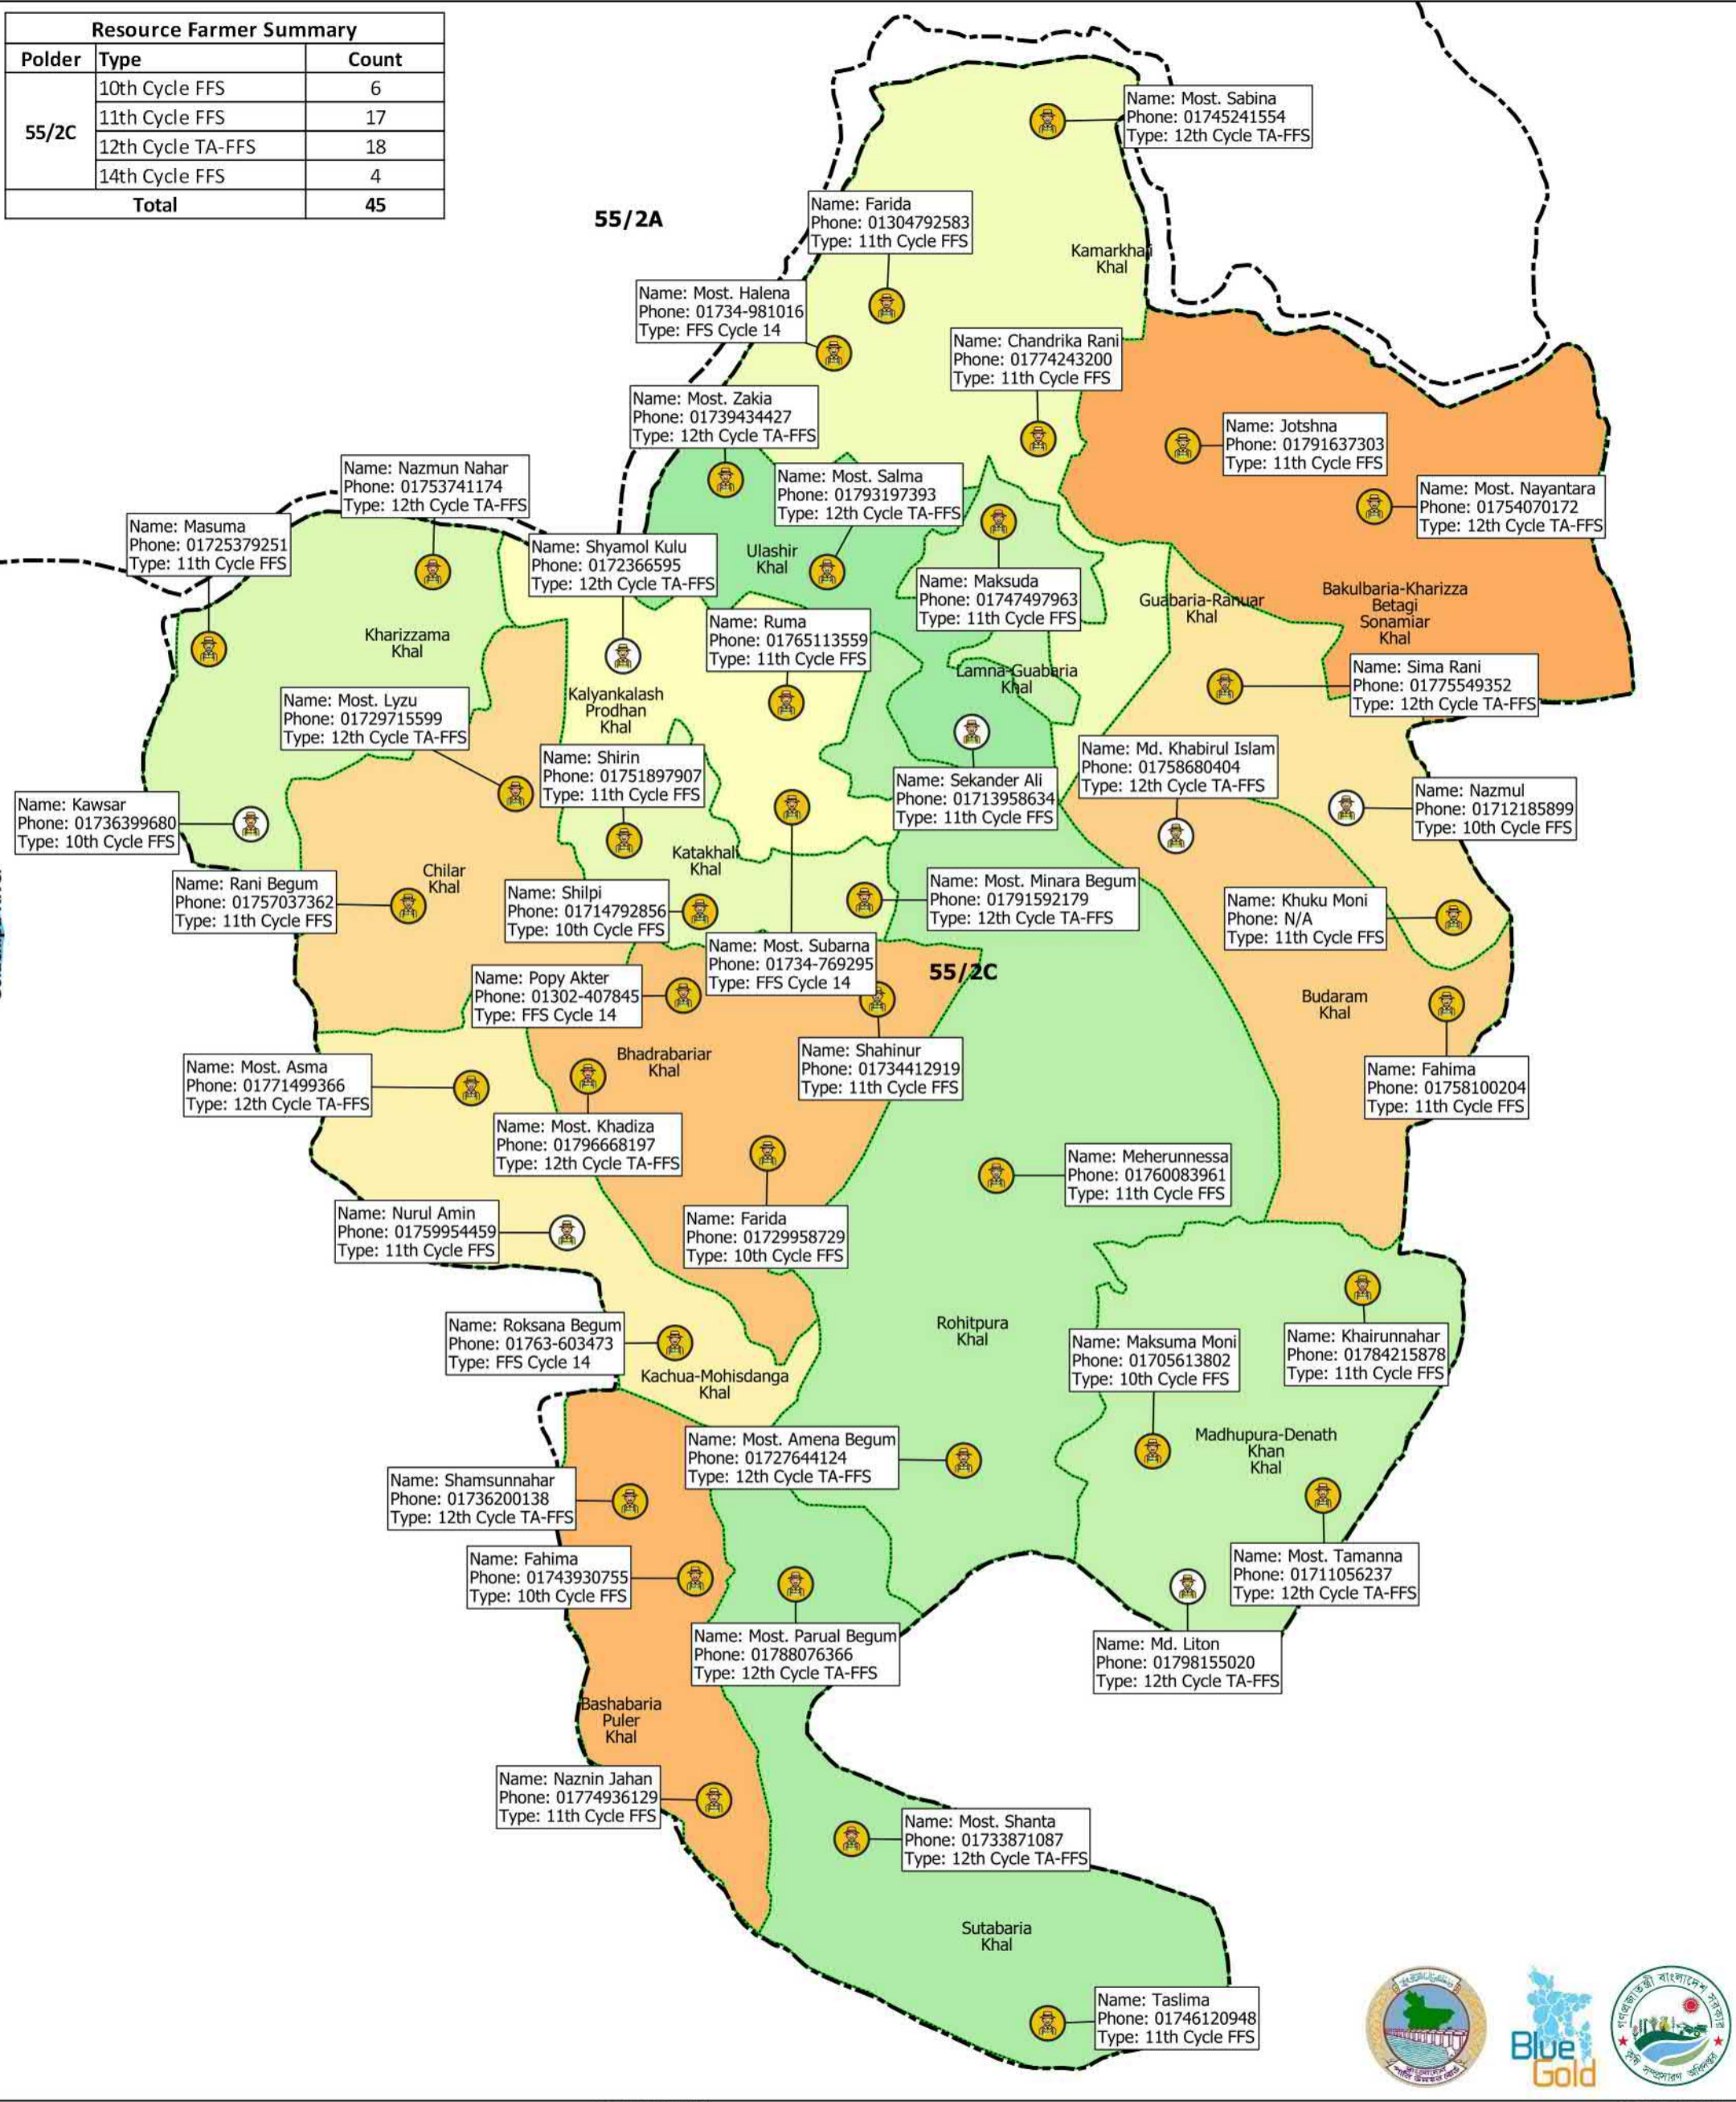 Resource Farmer Summary
Polder Type Count
55/2C
10th Cycle FFS 6
11th Cycle FFS 17
12th Cycle TA-FFS 18
14th Cycle FFS 4
Total 45
Name: Most. Sabina
Phone: 01745241554
Type: 12th Cycle TA-FFS
55/2A
Name: Farida
Phone: 01304792583
Type: 11th Cycle FFS
Kamarkhali
Khal
Name: Most. Halena
Phone: 01734-981016
Type: FFS Cycle 14
Name: Chandrika Rani
Phone: 01774243200
Type: 11th Cycle FFS
Name: Most. Zakia
Phone: 01739434427
Type: 12th Cycle TA-FFS
Name: Jotshna
Phone: 01791637303
Type: 11th Cycle FFS
Name: Nazmun Nahar
Phone: 01753741174
Type: 12th Cycle TA-FFS
Name: Most. Salma
Phone: 01793197393
Type: 12th Cycle TA-FFS
Name: Most. Nayantara
Phone: 01754070172
Type: 12th Cycle TA-FFS
Name: Masuma
Phone: 01725379251
Type: 11th Cycle FFS
Name: Shyamol Kulu
Phone: 0172366595
Type: 12th Cycle TA-FFS
Ulashir
Khal
Name: Maksuda
Phone: 01747497963
Type: 11th Cycle FFS
Guabaria-Ranuar
Khal
Bakulbaria-Kharizza
Betagi
Sonamiar
Khal
Kharizzama
Khal
Name: Ruma
Phone: 01765113559
Type: 11th Cycle FFS
Lamna-Guabaria
Khal
Name: Sima Rani
Phone: 01775549352
Type: 12th Cycle TA-FFS
Name: Most. Lyzu
Phone: 01729715599
Type: 12th Cycle TA-FFS
Kalyankalash
Prodhan
Khal
Name: Shirin
Phone: 01751897907
Type: 11th Cycle FFS
Name: Sekander Ali
Phone: 01713958634
Type: 11th Cycle FFS
Name: Md. Khabirul Islam
Phone: 01758680404
Type: 12th Cycle TA-FFS
Name: Nazmul
Phone: 01712185899
Type: 10th Cycle FFS
Name: Kawsar
Phone: 01736399680
Type: 10th Cycle FFS
Katakhali
Khal
Chilar
Khal
Name: Rani Begum
Phone: 01757037362
Type: 11th Cycle FFS
Name: Shilpi
Phone: 01714792856
Type: 10th Cycle FFS
Name: Most. Minara Begum
Phone: 01791592179
Type: 12th Cycle TA-FFS
Name: Khuku Moni
Phone: N/A
Type: 11th Cycle FFS
Name: Most. Subarna
Phone: 01734-769295
Type: FFS Cycle 14
55/2C
Name: Popy Akter
Phone: 01302-407845
Type: FFS Cycle 14
Budaram
Khal
Bhadrabariar
Khal
Name: Shahinur
Phone: 01734412919
Type: 11th Cycle FFS
Name: Most. Asma
Phone: 01771499366
Type: 12th Cycle TA-FFS
Name: Fahima
Phone: 01758100204
Type: 11th Cycle FFS
Name: Most. Khadiza
Phone: 01796668197
Type: 12th Cycle TA-FFS
Name: Meherunnessa
Phone: 01760083961
Type: 11th Cycle FFS
Name: Nurul Amin
Phone: 01759954459
Type: 11th Cycle FFS
Name: Farida
Phone: 01729958729
Type: 10th Cycle FFS
Name: Roksana Begum
Phone: 01763-603473
Type: FFS Cycle 14
Rohitpura
Khal
Name: Maksuma Moni
Phone: 01705613802
Type: 10th Cycle FFS
Name: Khairunnahar
Phone: 01784215878
Type: 11th Cycle FFS
Kachua-Mohisdanga
Khal
Name: Most. Amena Begum
Phone: 01727644124
Type: 12th Cycle TA-FFS
Madhupura-Denath
Khan
Khal
Name: Shamsunnahar
Phone: 01736200138
Type: 12th Cycle TA-FFS
Name: Fahima
Phone: 01743930755
Type: 10th Cycle FFS
Name: Most. Tamanna
Phone: 01711056237
Type: 12th Cycle TA-FFS
Name: Most. Parual Begum
Phone: 01788076366
Type: 12th Cycle TA-FFS
Name: Md. Liton
Phone: 01798155020
Type: 12th Cycle TA-FFS
Bashabaria
Puler
Khal
Name: Naznin Jahan
Phone: 01774936129
Type: 11th Cycle FFS
Name: Most. Shanta
Phone: 01733871087
Type: 12th Cycle TA-FFS
Sutabaria
Khal
Name: Taslima
Phone: 01746120948
Type: 11th Cycle FFS
Blue
Gold
গণপ্রজাতন্ত্রী বাংলাদেশ সরকার
কৃষি সম্প্রসারণ অধিদপ্তর